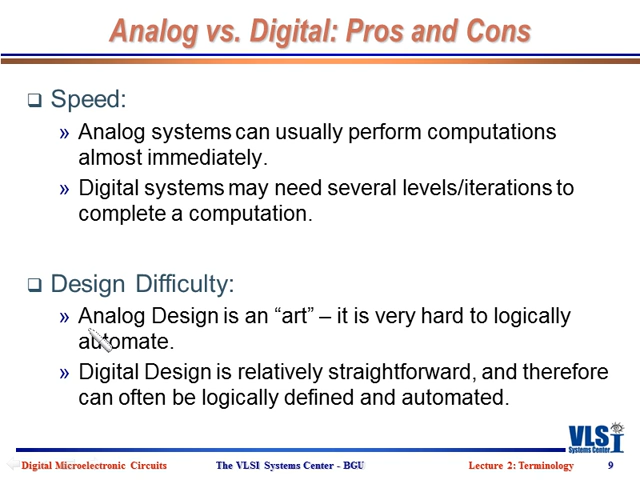 Analog vs. Digital: Pros and Cons
Speed:
» Analog systems can usually perform computations
almost immediately.
» Digital systems may need several levels/iterations to
complete a computation.
Design Difficulty:
» Analog Design is an “art” – it is very hard to logically
automate.
» Digital Design is relatively straightforward, and therefore
can often be logically defined and automated.
VLSI
Systems Center
Digital Microelectronic Circuits The VLSI Systems Center - BGU Lecture 2: Terminology 9